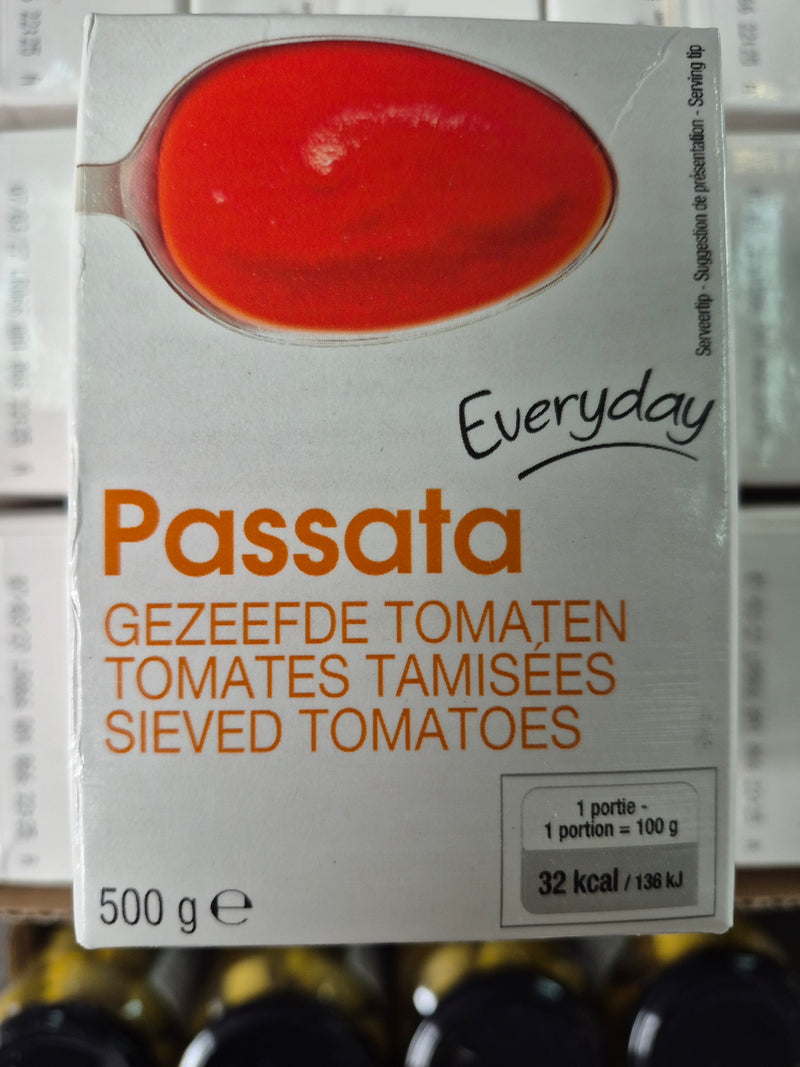 Serveertip - Suggestion de présentation - Serving tip
Everyday
Passata
GEZEEFDE TOMATEN
TOMATES TAMISÉES
SIEVED TOMATOES
1 portie -
1 portion = 100 g
32 kcal / 136 kJ
500 g ℮